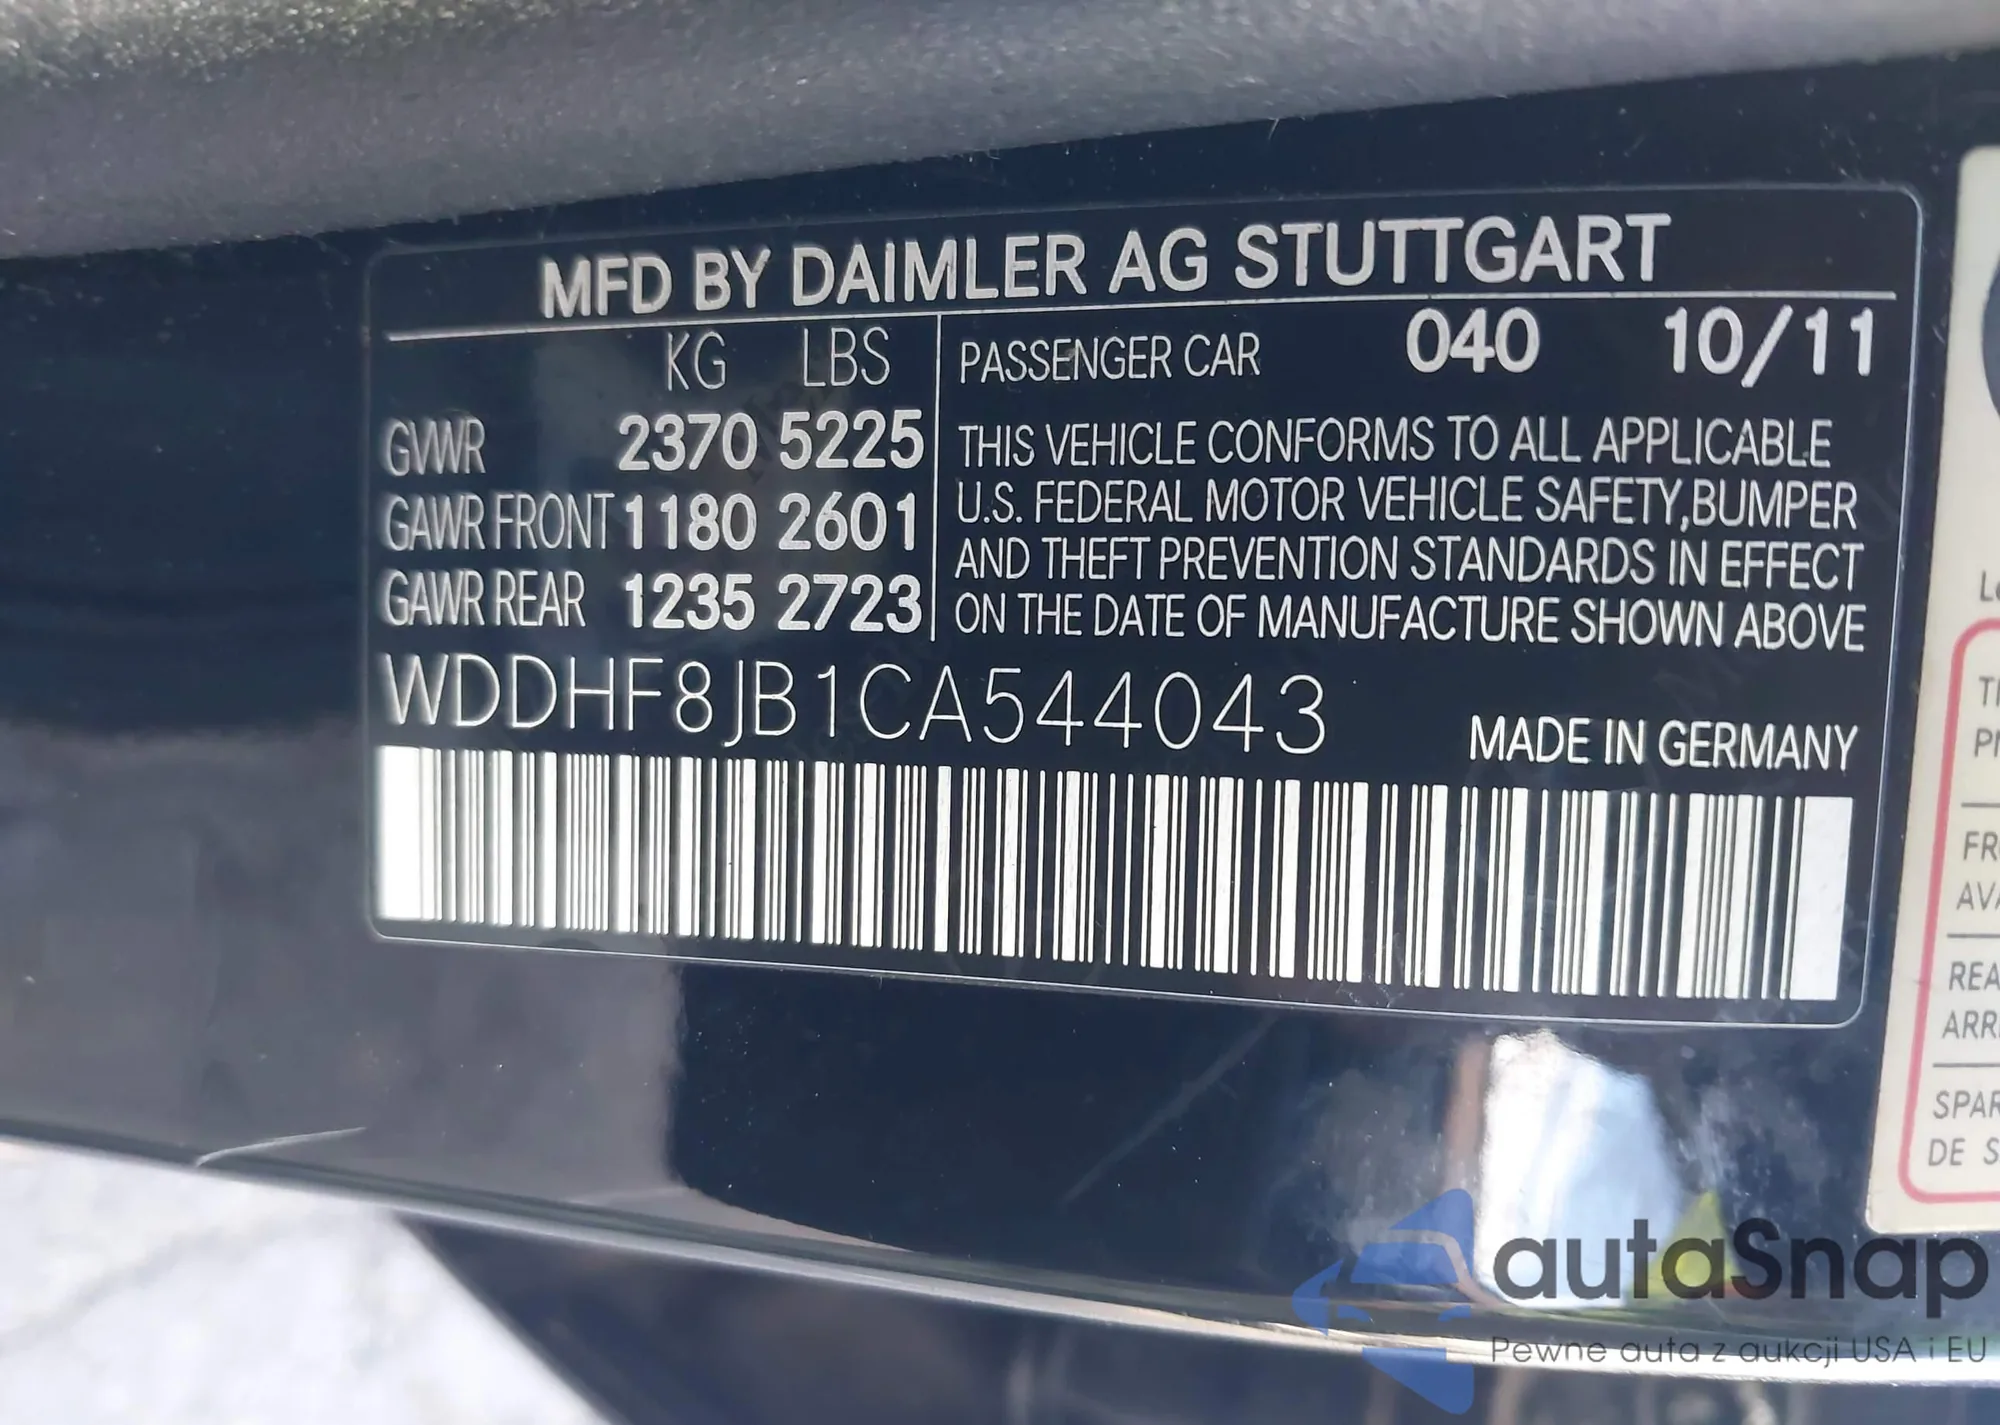 MFD BY DAIMLER AG STUTTGART
KG LBS
GVWR 2370 5225
GAWR FRONT 1180 2601
GAWR REAR 1235 2723
PASSENGER CAR 040 10/11
THIS VEHICLE CONFORMS TO ALL APPLICABLE
U.S. FEDERAL MOTOR VEHICLE SAFETY,BUMPER
AND THEFT PREVENTION STANDARDS IN EFFECT
ON THE DATE OF MANUFACTURE SHOWN ABOVE
WDDHF8JB1CA544043
MADE IN GERMANY
DE
autaSnap
Pewne auta z aukcji USA i EU